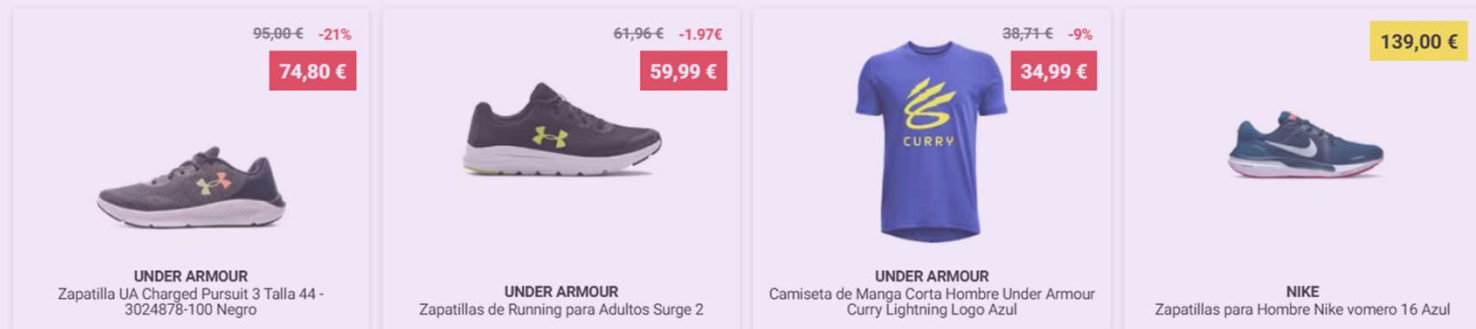 95,00 € -21%
74,80 €
UNDER ARMOUR
Zapatilla UA Charged Pursuit 3 Talla 44 -
3024878-100 Negro
61,96 € -1.97€
59,99 €
UNDER ARMOUR
Zapatillas de Running para Adultos Surge 2
38,71 € -9%
34,99 €
CURRY
UNDER ARMOUR
Camiseta de Manga Corta Hombre Under Armour
Curry Lightning Logo Azul
139,00 €
NIKE
Zapatillas para Hombre Nike vomero 16 Azul